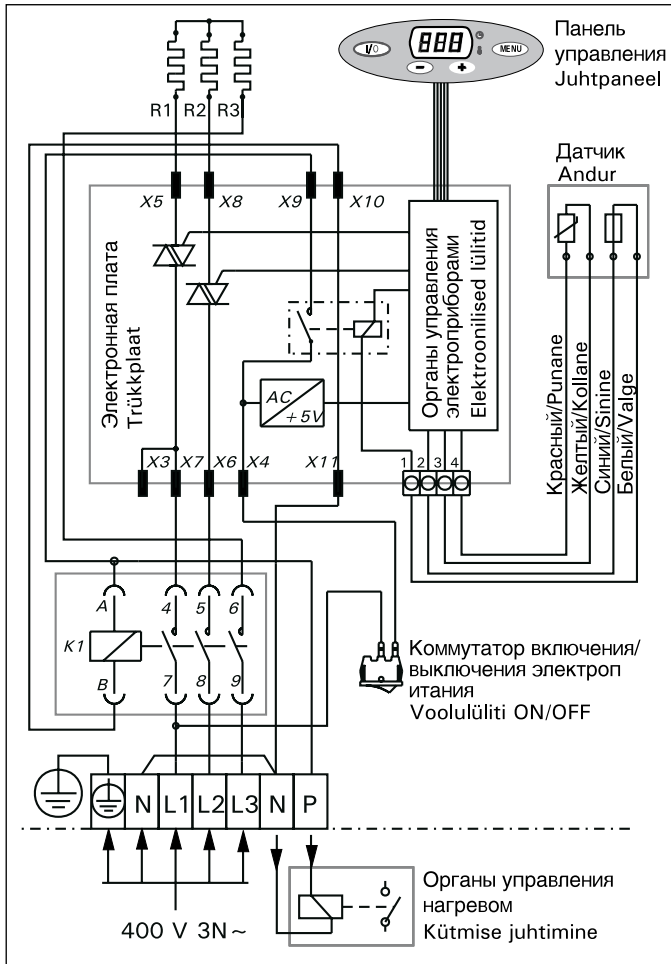 I/O
888
MENU
Панель
управления
Juhtpaneel
R1 R2 R3
Датчик
Andur
X5 X8 X9 X10
Электронная плата
Trükkplaat
Органы управления
электроприборами
Elektroonilised lülitid
AC
+5V
Красный/Punane
Желтый/Kollane
Синий/Sinine
Белый/Valge
X3 X7 X6 X4 X11
1 2 3 4
A 4 5 6
K1
B 7 8 9
Коммутатор включения/
выключения электроп
итания
Voolulüliti ON/OFF
N L1 L2 L3 N P
400 V 3N~
Органы управления
нагревом
Kütmise juhtimine